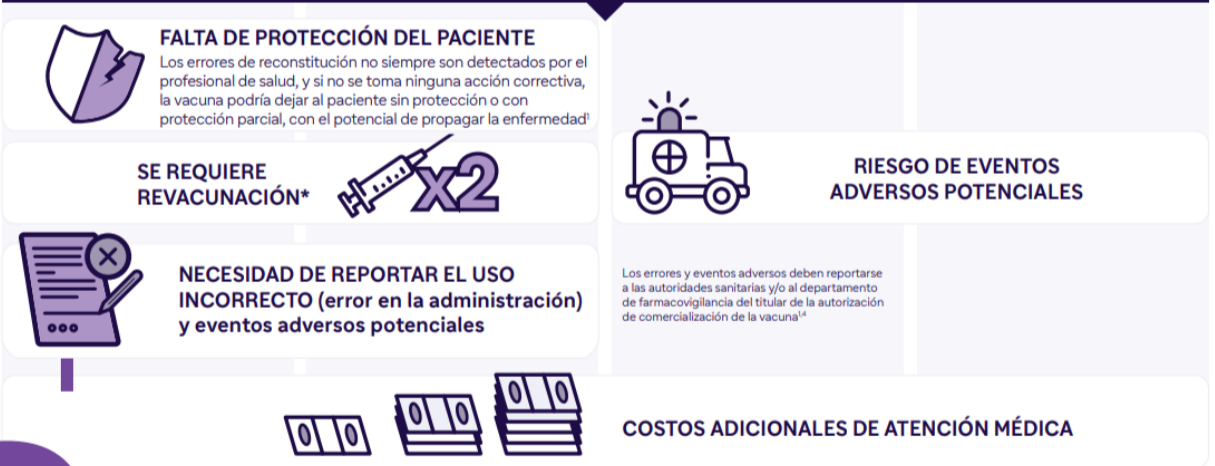 FALTA DE PROTECCIÓN DEL PACIENTE
Los errores de reconstitución no siempre son detectados por el
profesional de salud, y si no se toma ninguna acción correctiva,
la vacuna podría dejar al paciente sin protección o con
protección parcial, con el potencial de propagar la enfermedad¹
SE REQUIERE
REVACUNACIÓN*
x2
RIESGO DE EVENTOS
ADVERSOS POTENCIALES
NECESIDAD DE REPORTAR EL USO
INCORRECTO (error en la administración)
y eventos adversos potenciales
Los errores y eventos adversos deben reportarse
a las autoridades sanitarias y/o al departamento
de farmacovigilancia del titular de la autorización
de comercialización de la vacuna¹,⁴
COSTOS ADICIONALES DE ATENCIÓN MÉDICA